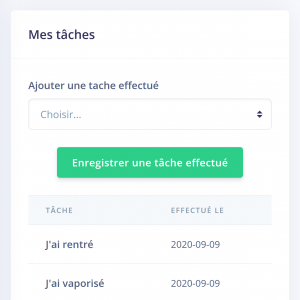 Mes tâches
Ajouter une tache effectué
Choisir...
Enregistrer une tâche effectué
TÂCHE EFFECTUÉ LE
J'ai rentré 2020-09-09
J'ai vaporisé 2020-09-09